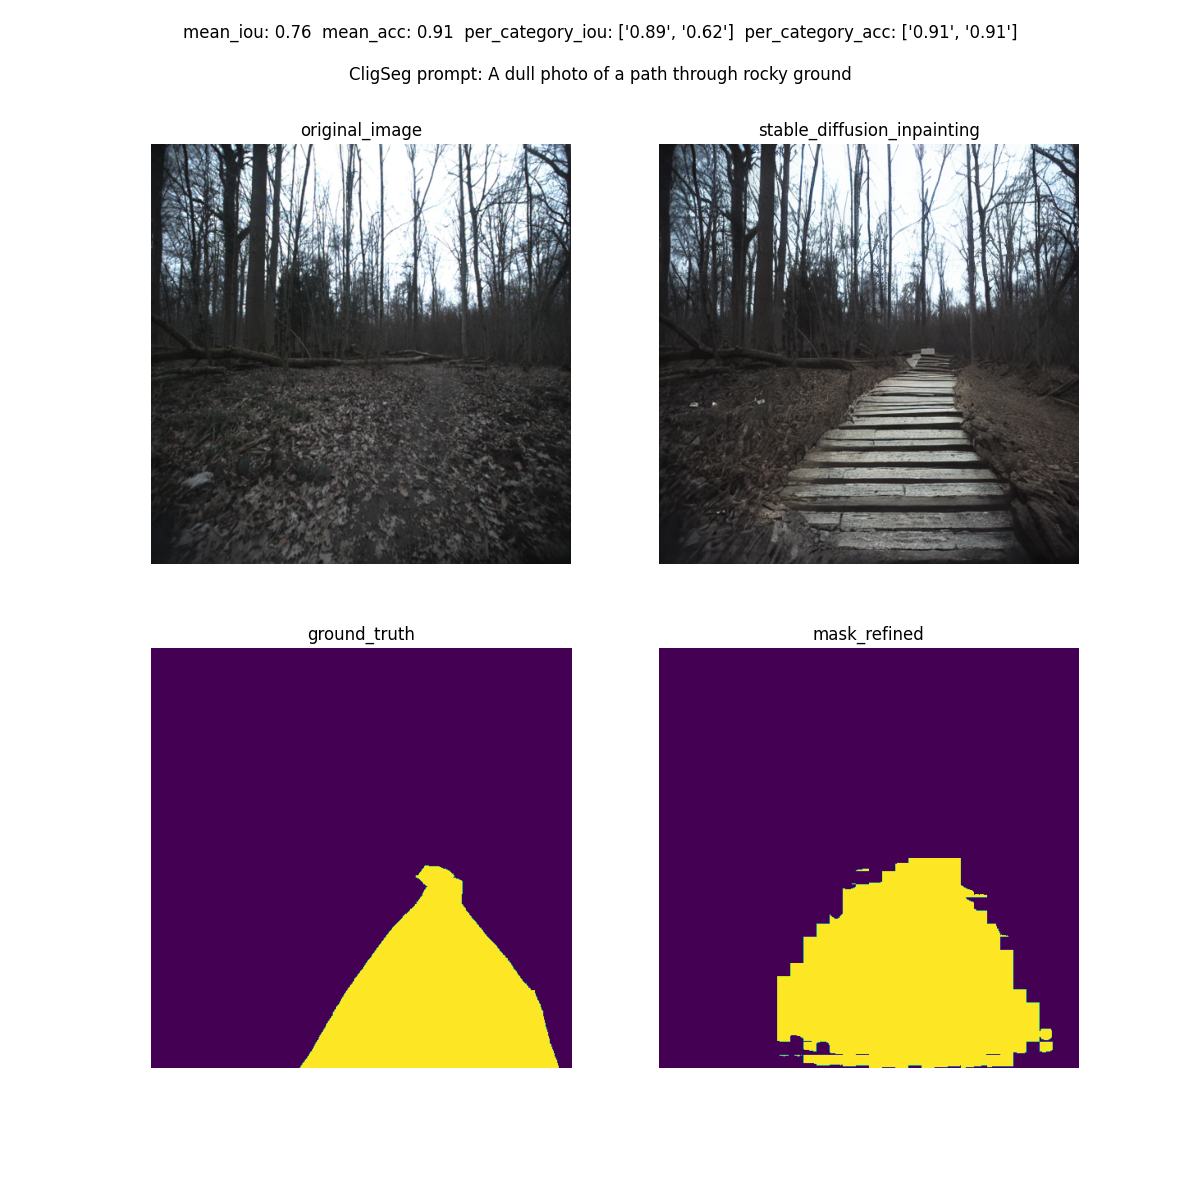 mean_iou: 0.76  mean_acc: 0.91  per_category_iou: ['0.89', '0.62']  per_category_acc: ['0.91', '0.91']
CligSeg prompt: A dull photo of a path through rocky ground
original_image
stable_diffusion_inpainting
ground_truth
mask_refined